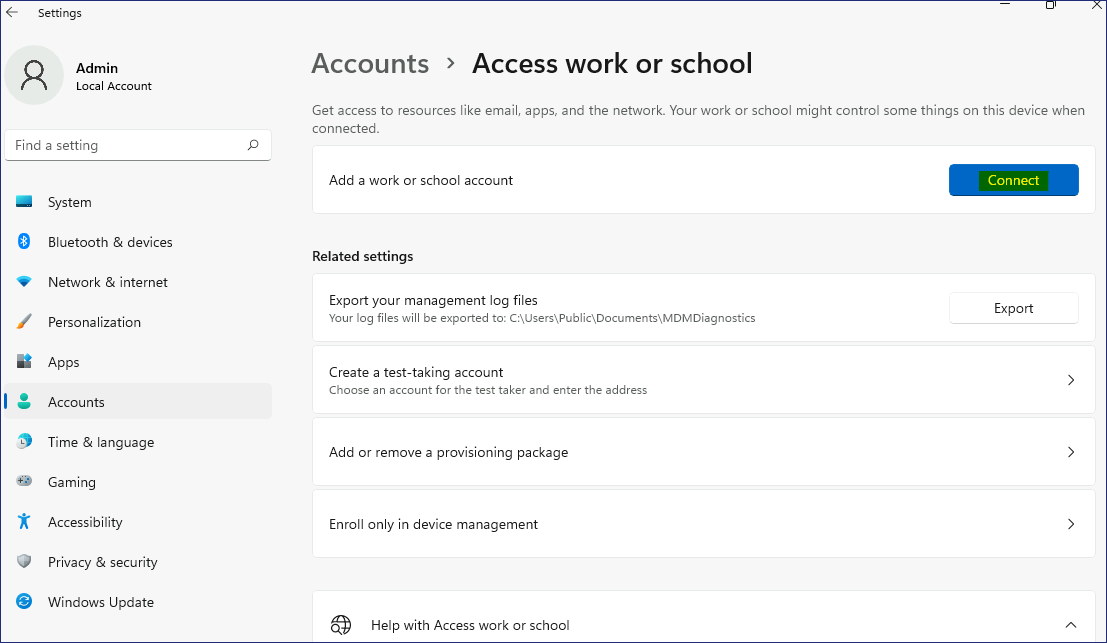 Settings
Admin
Local Account
Find a setting
System
Bluetooth & devices
Network & internet
Personalization
Apps
Accounts
Time & language
Gaming
Accessibility
Privacy & security
Windows Update
Accounts › Access work or school
Get access to resources like email, apps, and the network. Your work or school might control some things on this device when
connected.
Add a work or school account
Connect
Related settings
Export your management log files
Your log files will be exported to: C:\Users\Public\Documents\MDMDiagnostics
Export
Create a test-taking account
Choose an account for the test taker and enter the address
Add or remove a provisioning package
Enroll only in device management
Help with Access work or school